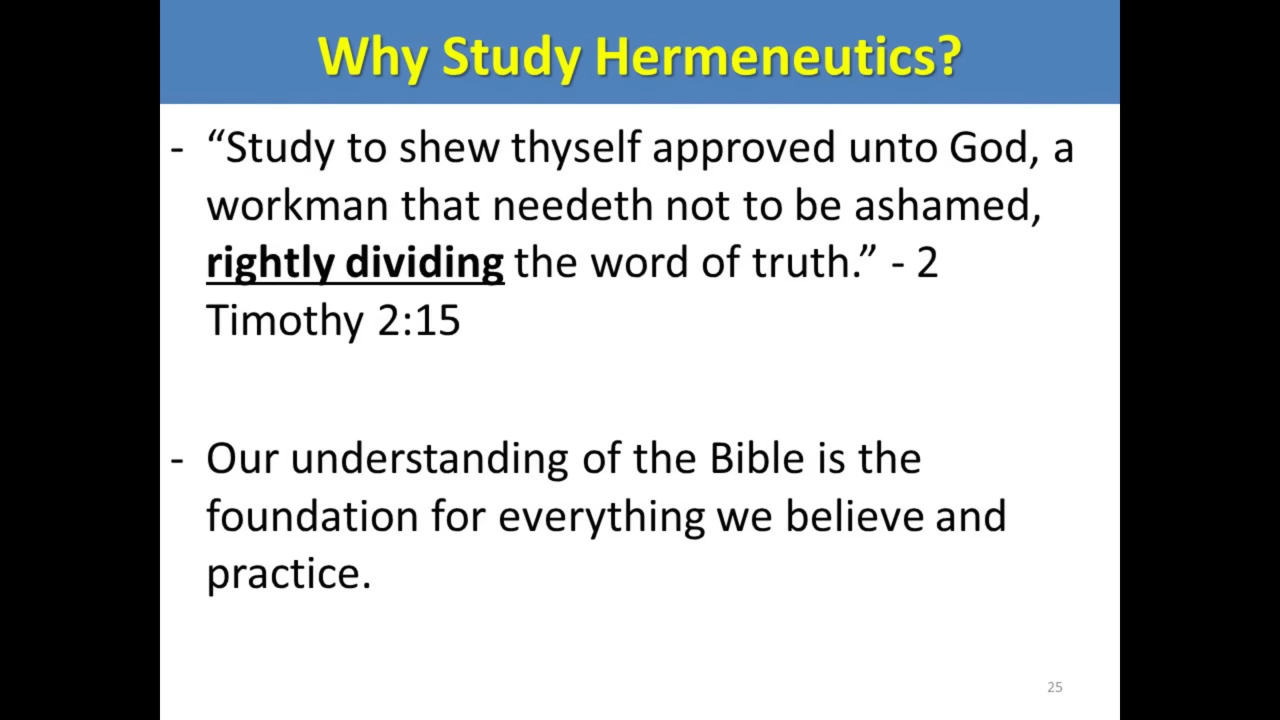 Why Study Hermeneutics?
- “Study to shew thyself approved unto God, a
workman that needeth not to be ashamed,
rightly dividing the word of truth.” - 2
Timothy 2:15
- Our understanding of the Bible is the
foundation for everything we believe and
practice.
25